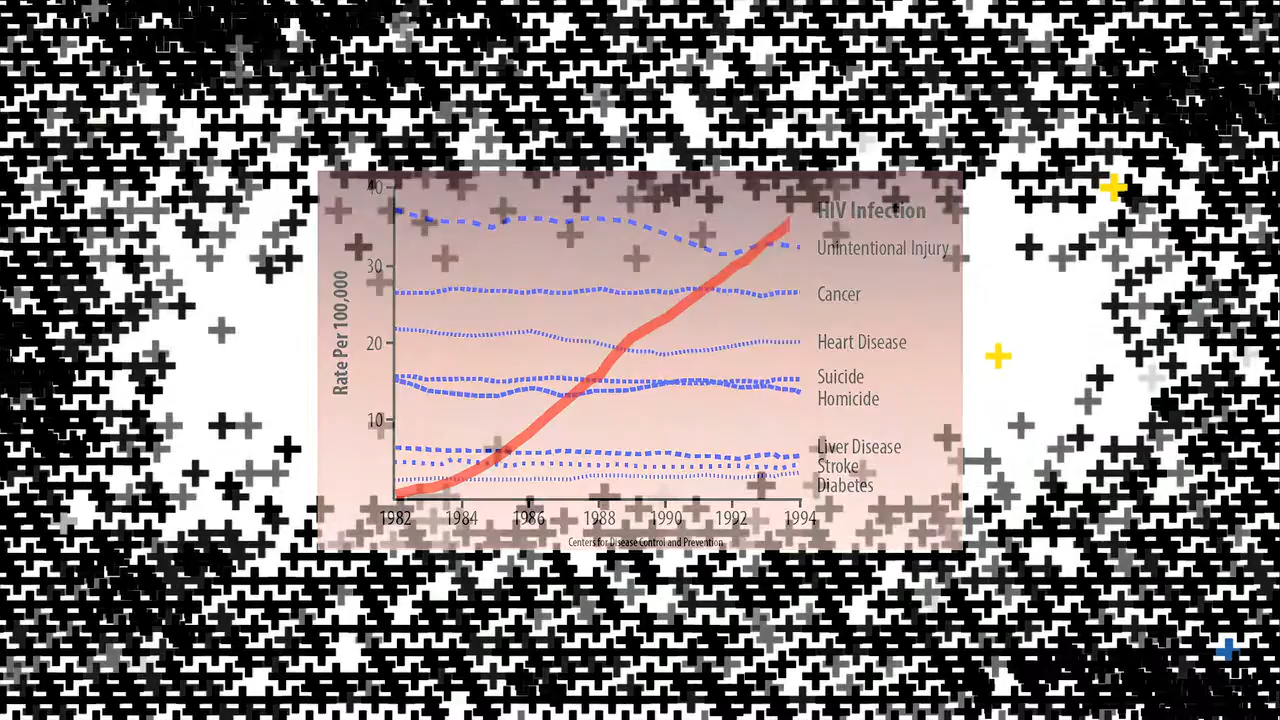 40
HIV Infection
Unintentional Injury
30
Cancer
Rate Per 100,000
20
Heart Disease
Suicide
Homicide
10
Liver Disease
Stroke
Diabetes
1982 1984 1986 1988 1990 1992 1994
Centers for Disease Control and Prevention